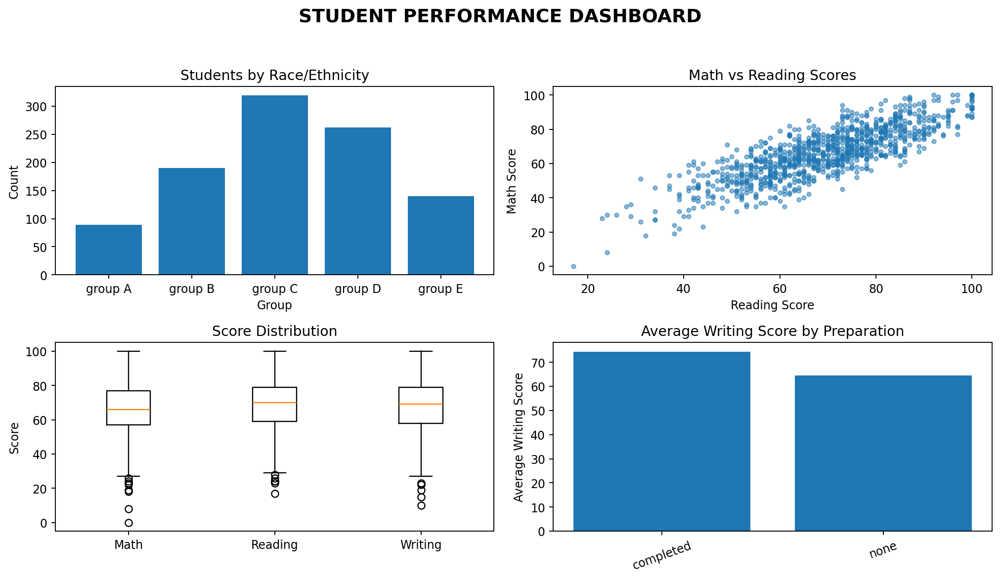 STUDENT PERFORMANCE DASHBOARD
Students by Race/Ethnicity
Count
300
250
200
150
100
50
0
group A group B group C group D group E
Group
Math vs Reading Scores
Math Score
100
80
60
40
20
0
20 40 60 80 100
Reading Score
Score Distribution
Score
100
80
60
40
20
0
Math Reading Writing
Average Writing Score by Preparation
Average Writing Score
70
60
50
40
30
20
10
0
completed none